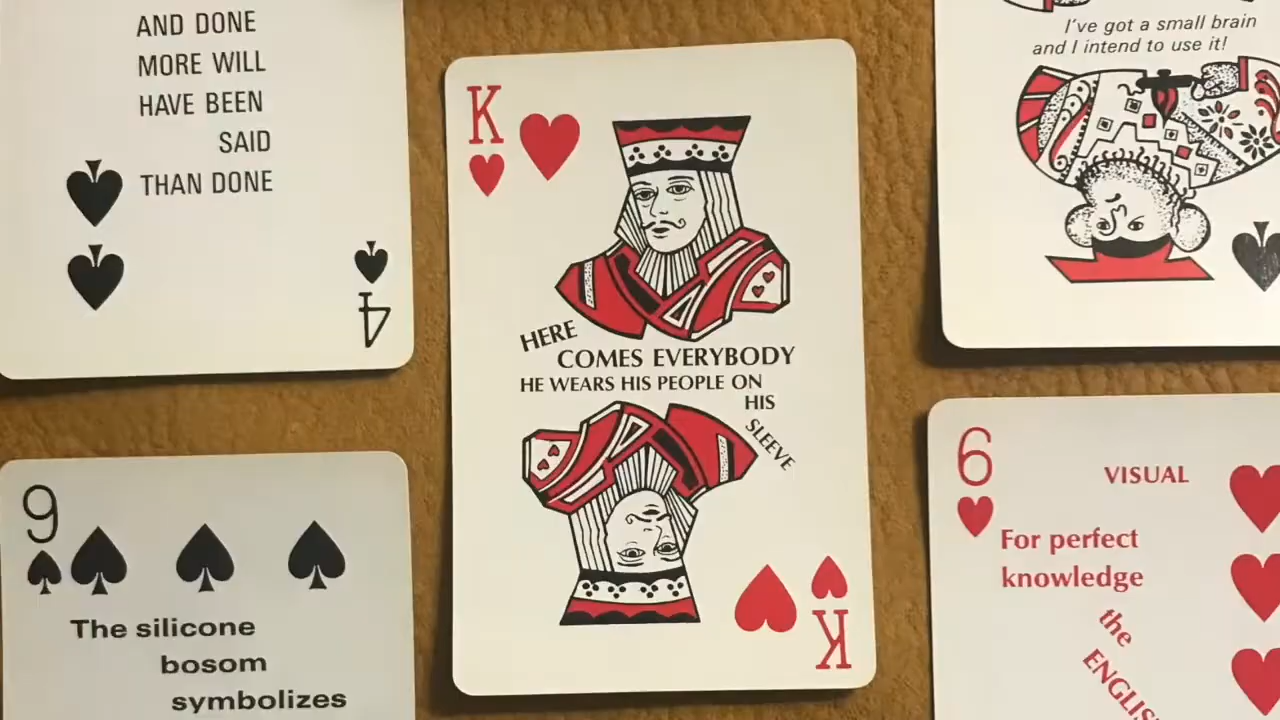 AND DONE
MORE WILL
HAVE BEEN
SAID
THAN DONE
4
K
HERE
COMES EVERYBODY
HE WEARS HIS PEOPLE ON
HIS
SLEEVE
K
I've got a small brain
and I intend to use it!
9
The silicone
bosom
symbolizes
6
VISUAL
For perfect
knowledge
the